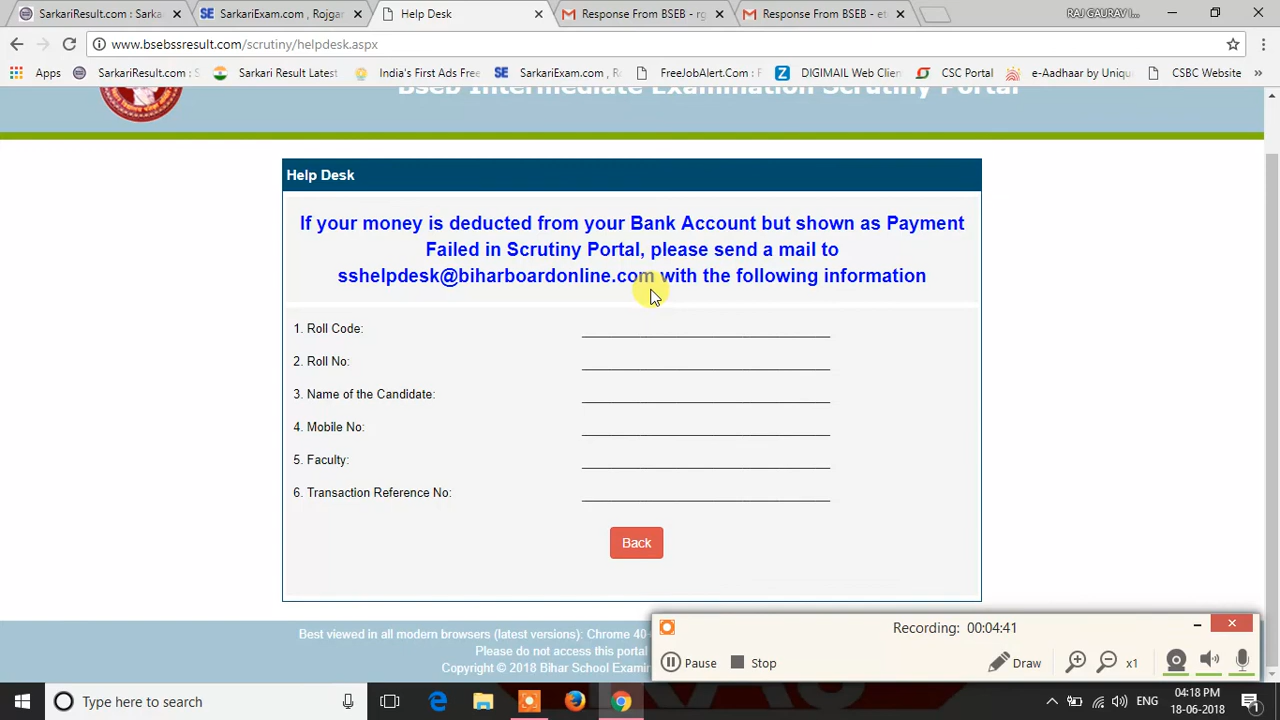 SarkariResult.com : Sarka
SarkariExam.com , Rojgar
Help Desk
Response From BSEB - rg
Response From BSEB - et
RAJ GAURAV
www.bsebssresult.com/scrutiny/helpdesk.aspx
Apps
SarkariResult.com : S
Sarkari Result Latest
India's First Ads Free
SE SarkariExam.com , R
FreeJobAlert.Com : F
DIGIMAIL Web Clien
CSC Portal
e-Aadhaar by Uniqu
CSBC Website
»
Bseb Intermediate Examination Scrutiny Portal
Help Desk
If your money is deducted from your Bank Account but shown as Payment
Failed in Scrutiny Portal, please send a mail to
sshelpdesk@biharboardonline.com with the following information
1. Roll Code:
2. Roll No:
3. Name of the Candidate:
4. Mobile No:
5. Faculty:
6. Transaction Reference No:
Back
Best viewed in all modern browsers (latest versions): Chrome 40
Please do not access this portal
Copyright © 2018 Bihar School Exami
Recording: 00:04:41
Pause
Stop
Draw
x1
Type here to search
ENG
04:18 PM
18-06-2018